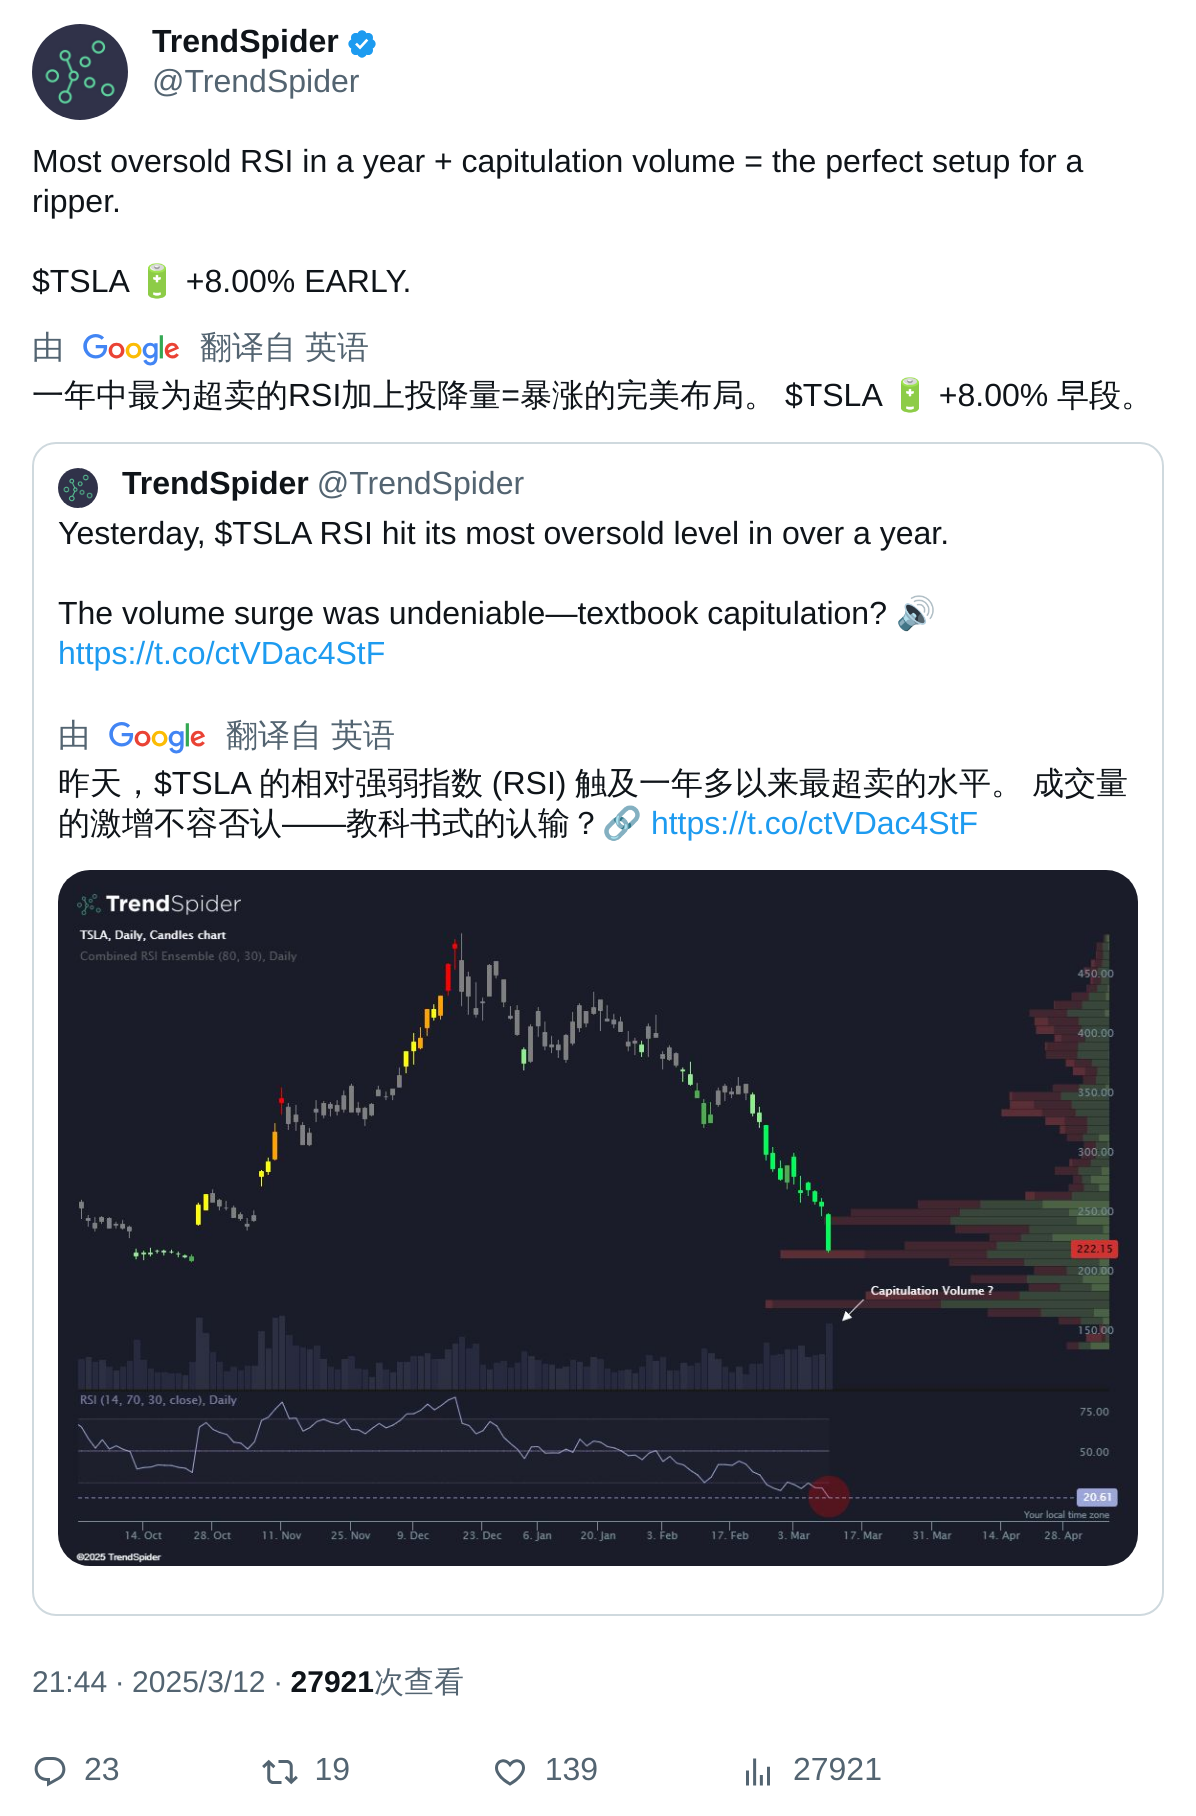 TrendSpider
@TrendSpider
Most oversold RSI in a year + capitulation volume = the perfect setup for a
ripper.
$TSLA 🔋 +8.00% EARLY.
由 Google 翻译自 英语
一年中最为超卖的RSI加上投降量=暴涨的完美布局。 $TSLA 🔋 +8.00% 早段。
TrendSpider @TrendSpider
Yesterday, $TSLA RSI hit its most oversold level in over a year.
The volume surge was undeniable—textbook capitulation? 🔊
https://t.co/ctVDac4StF
由 Google 翻译自 英语
昨天，$TSLA 的相对强弱指数 (RSI) 触及一年多以来最超卖的水平。 成交量
的激增不容否认——教科书式的认输？🔗 https://t.co/ctVDac4StF
TrendSpider
TSLA, Daily, Candles chart
Combined RSI Ensemble (80, 30), Daily
450.00
400.00
350.00
300.00
250.00
222.15
200.00
Capitulation Volume ?
150.00
RSI (14, 70, 30, close), Daily
75.00
50.00
20.61
Your local time zone
14. Oct 28. Oct 11. Nov 25. Nov 9. Dec 23. Dec 6. Jan 20. Jan 3. Feb 17. Feb 3. Mar 17. Mar 31. Mar 14. Apr 28. Apr
©2025 TrendSpider
21:44 · 2025/3/12 · 27921次查看
23 19 139 27921